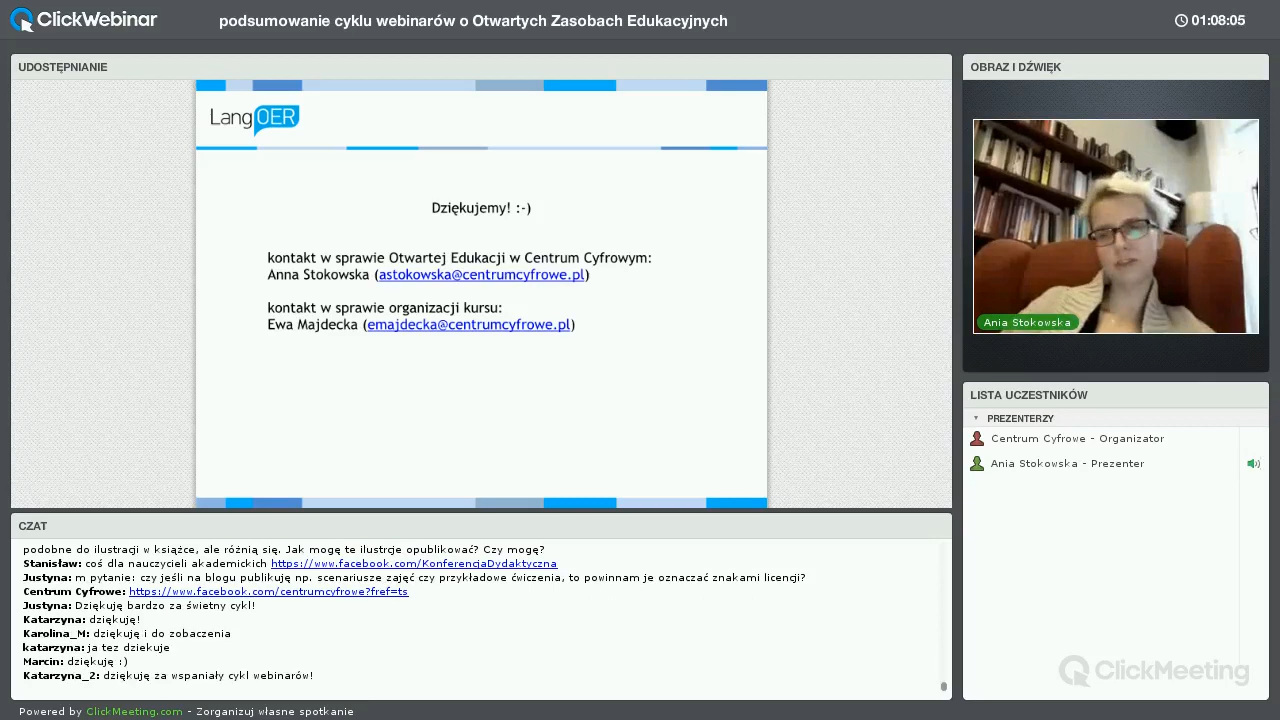 ClickWebinar
podsumowanie cyklu webinarów o Otwartych Zasobach Edukacyjnych
01:08:05
UDOSTĘPNIANIE
LangOER
Dziękujemy! :-)
kontakt w sprawie Otwartej Edukacji w Centrum Cyfrowym:
Anna Stokowska (astokowska@centrumcyfrowe.pl)
kontakt w sprawie organizacji kursu:
Ewa Majdecka (emajdecka@centrumcyfrowe.pl)
OBRAZ I DŹWIĘK
Ania Stokowska
LISTA UCZESTNIKÓW
PREZENTERZY
Centrum Cyfrowe - Organizator
Ania Stokowska - Prezenter
CZAT
podobne do ilustracji w książce, ale różnią się. Jak mogę te ilustrcje opublikować? Czy mogę?
Stanisław: coś dla nauczycieli akademickich https://www.facebook.com/KonferencjaDydaktyczna
Justyna: m pytanie: czy jeśli na blogu publikuję np. scenariusze zajęć czy przykładowe ćwiczenia, to powinnam je oznaczać znakami licencji?
Centrum Cyfrowe: https://www.facebook.com/centrumcyfrowe?fref=ts
Justyna: Dziękuję bardzo za świetny cykl!
Katarzyna: dziękuję!
Karolina_M: dziękuję i do zobaczenia
katarzyna: ja tez dziekuje
Marcin: dziękuję :)
Katarzyna_2: dziękuję za wspaniały cykl webinarów!
ClickMeeting
Powered by ClickMeeting.com - Zorganizuj własne spotkanie